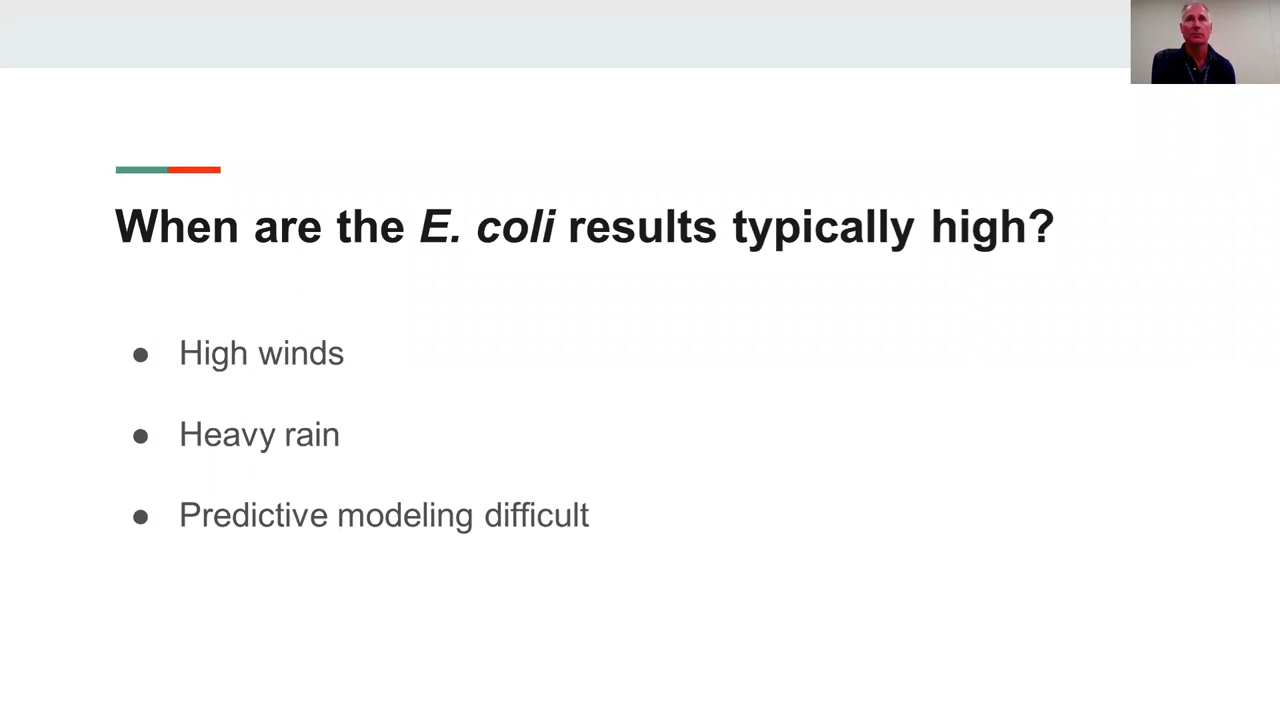 When are the E. coli results typically high?
● High winds
● Heavy rain
● Predictive modeling difficult